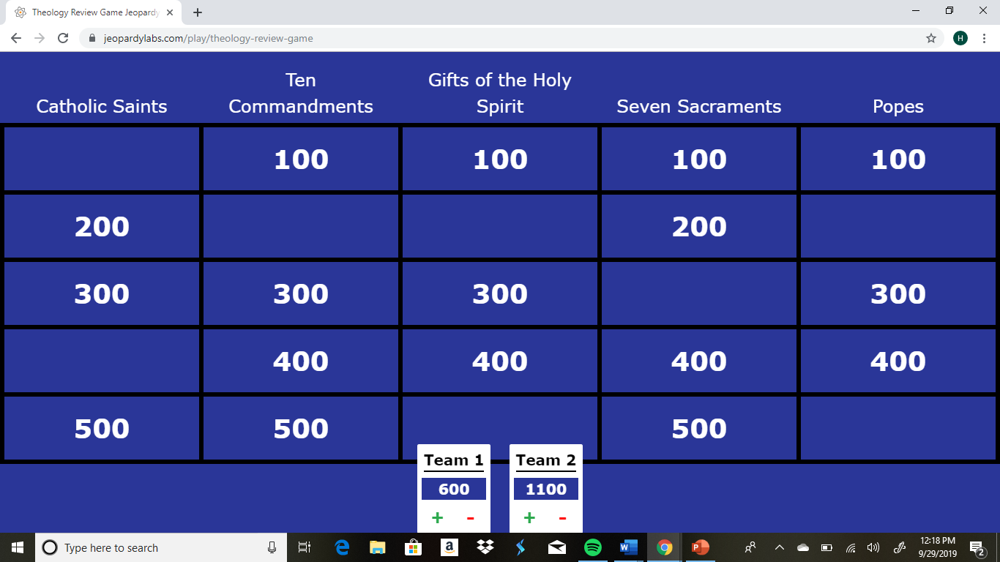 Theology Review Game Jeopardy
jeopardylabs.com/play/theology-review-game
H
Catholic Saints
Ten
Commandments
Gifts of the Holy
Spirit
Seven Sacraments
Popes
100 100 100 100
200 200
300 300 300 300
400 400 400 400
500 500 500
Team 1 Team 2
600 1100
+ - + -
Type here to search
12:18 PM
9/29/2019
2